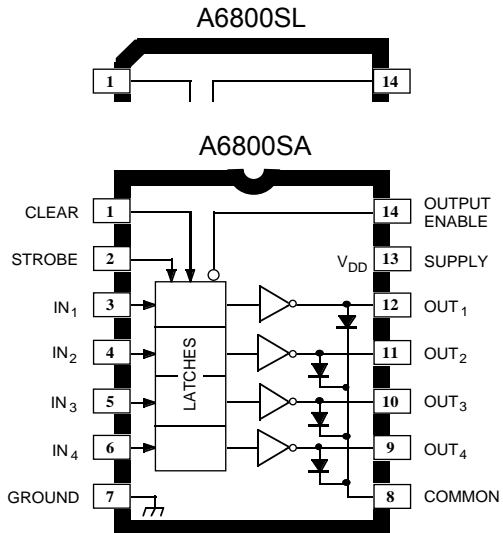 A6800SL
1 14
A6800SA
CLEAR 1 14 OUTPUT ENABLE
STROBE 2 V_DD 13 SUPPLY
IN_1 3 12 OUT_1
IN_2 4 11 OUT_2
LATCHES
IN_3 5 10 OUT_3
IN_4 6 9 OUT_4
GROUND 7 8 COMMON